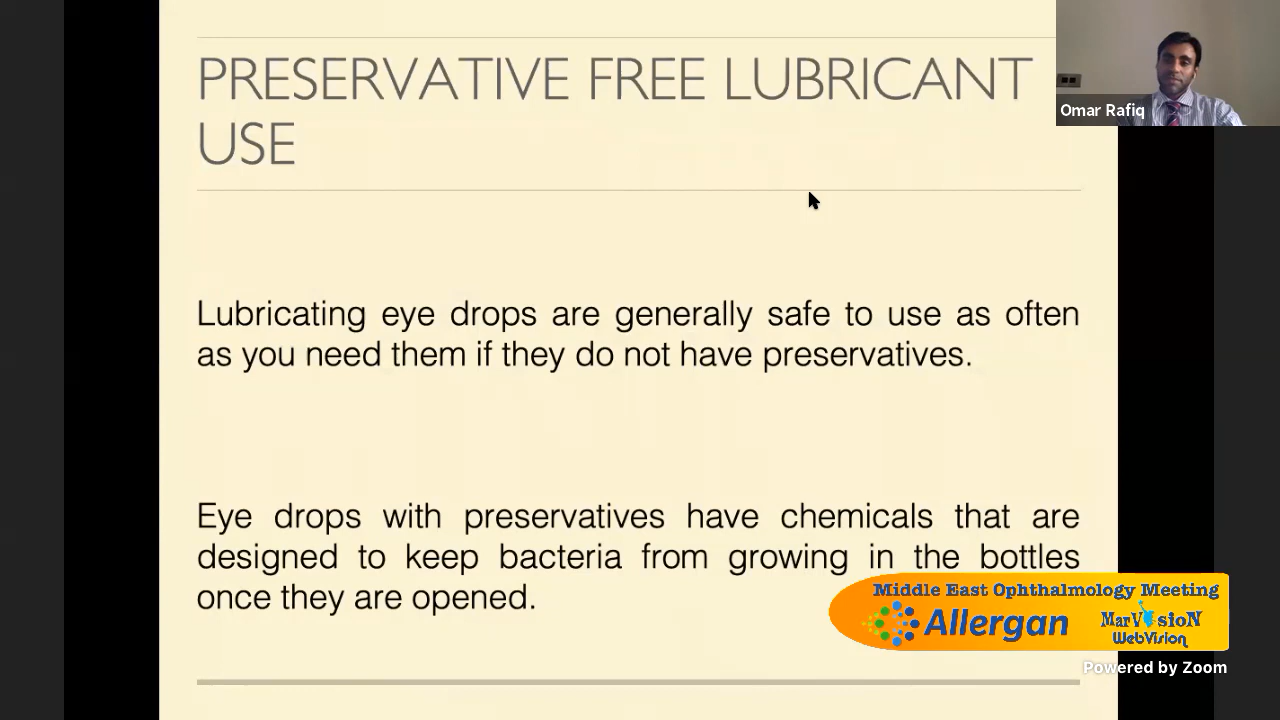 PRESERVATIVE FREE LUBRICANT
USE
Omar Rafiq
Lubricating eye drops are generally safe to use as often
as you need them if they do not have preservatives.
Eye drops with preservatives have chemicals that are
designed to keep bacteria from growing in the bottles
once they are opened.
Middle East Ophthalmology Meeting
Allergan
MarVisioN
WebVision
Powered by Zoom